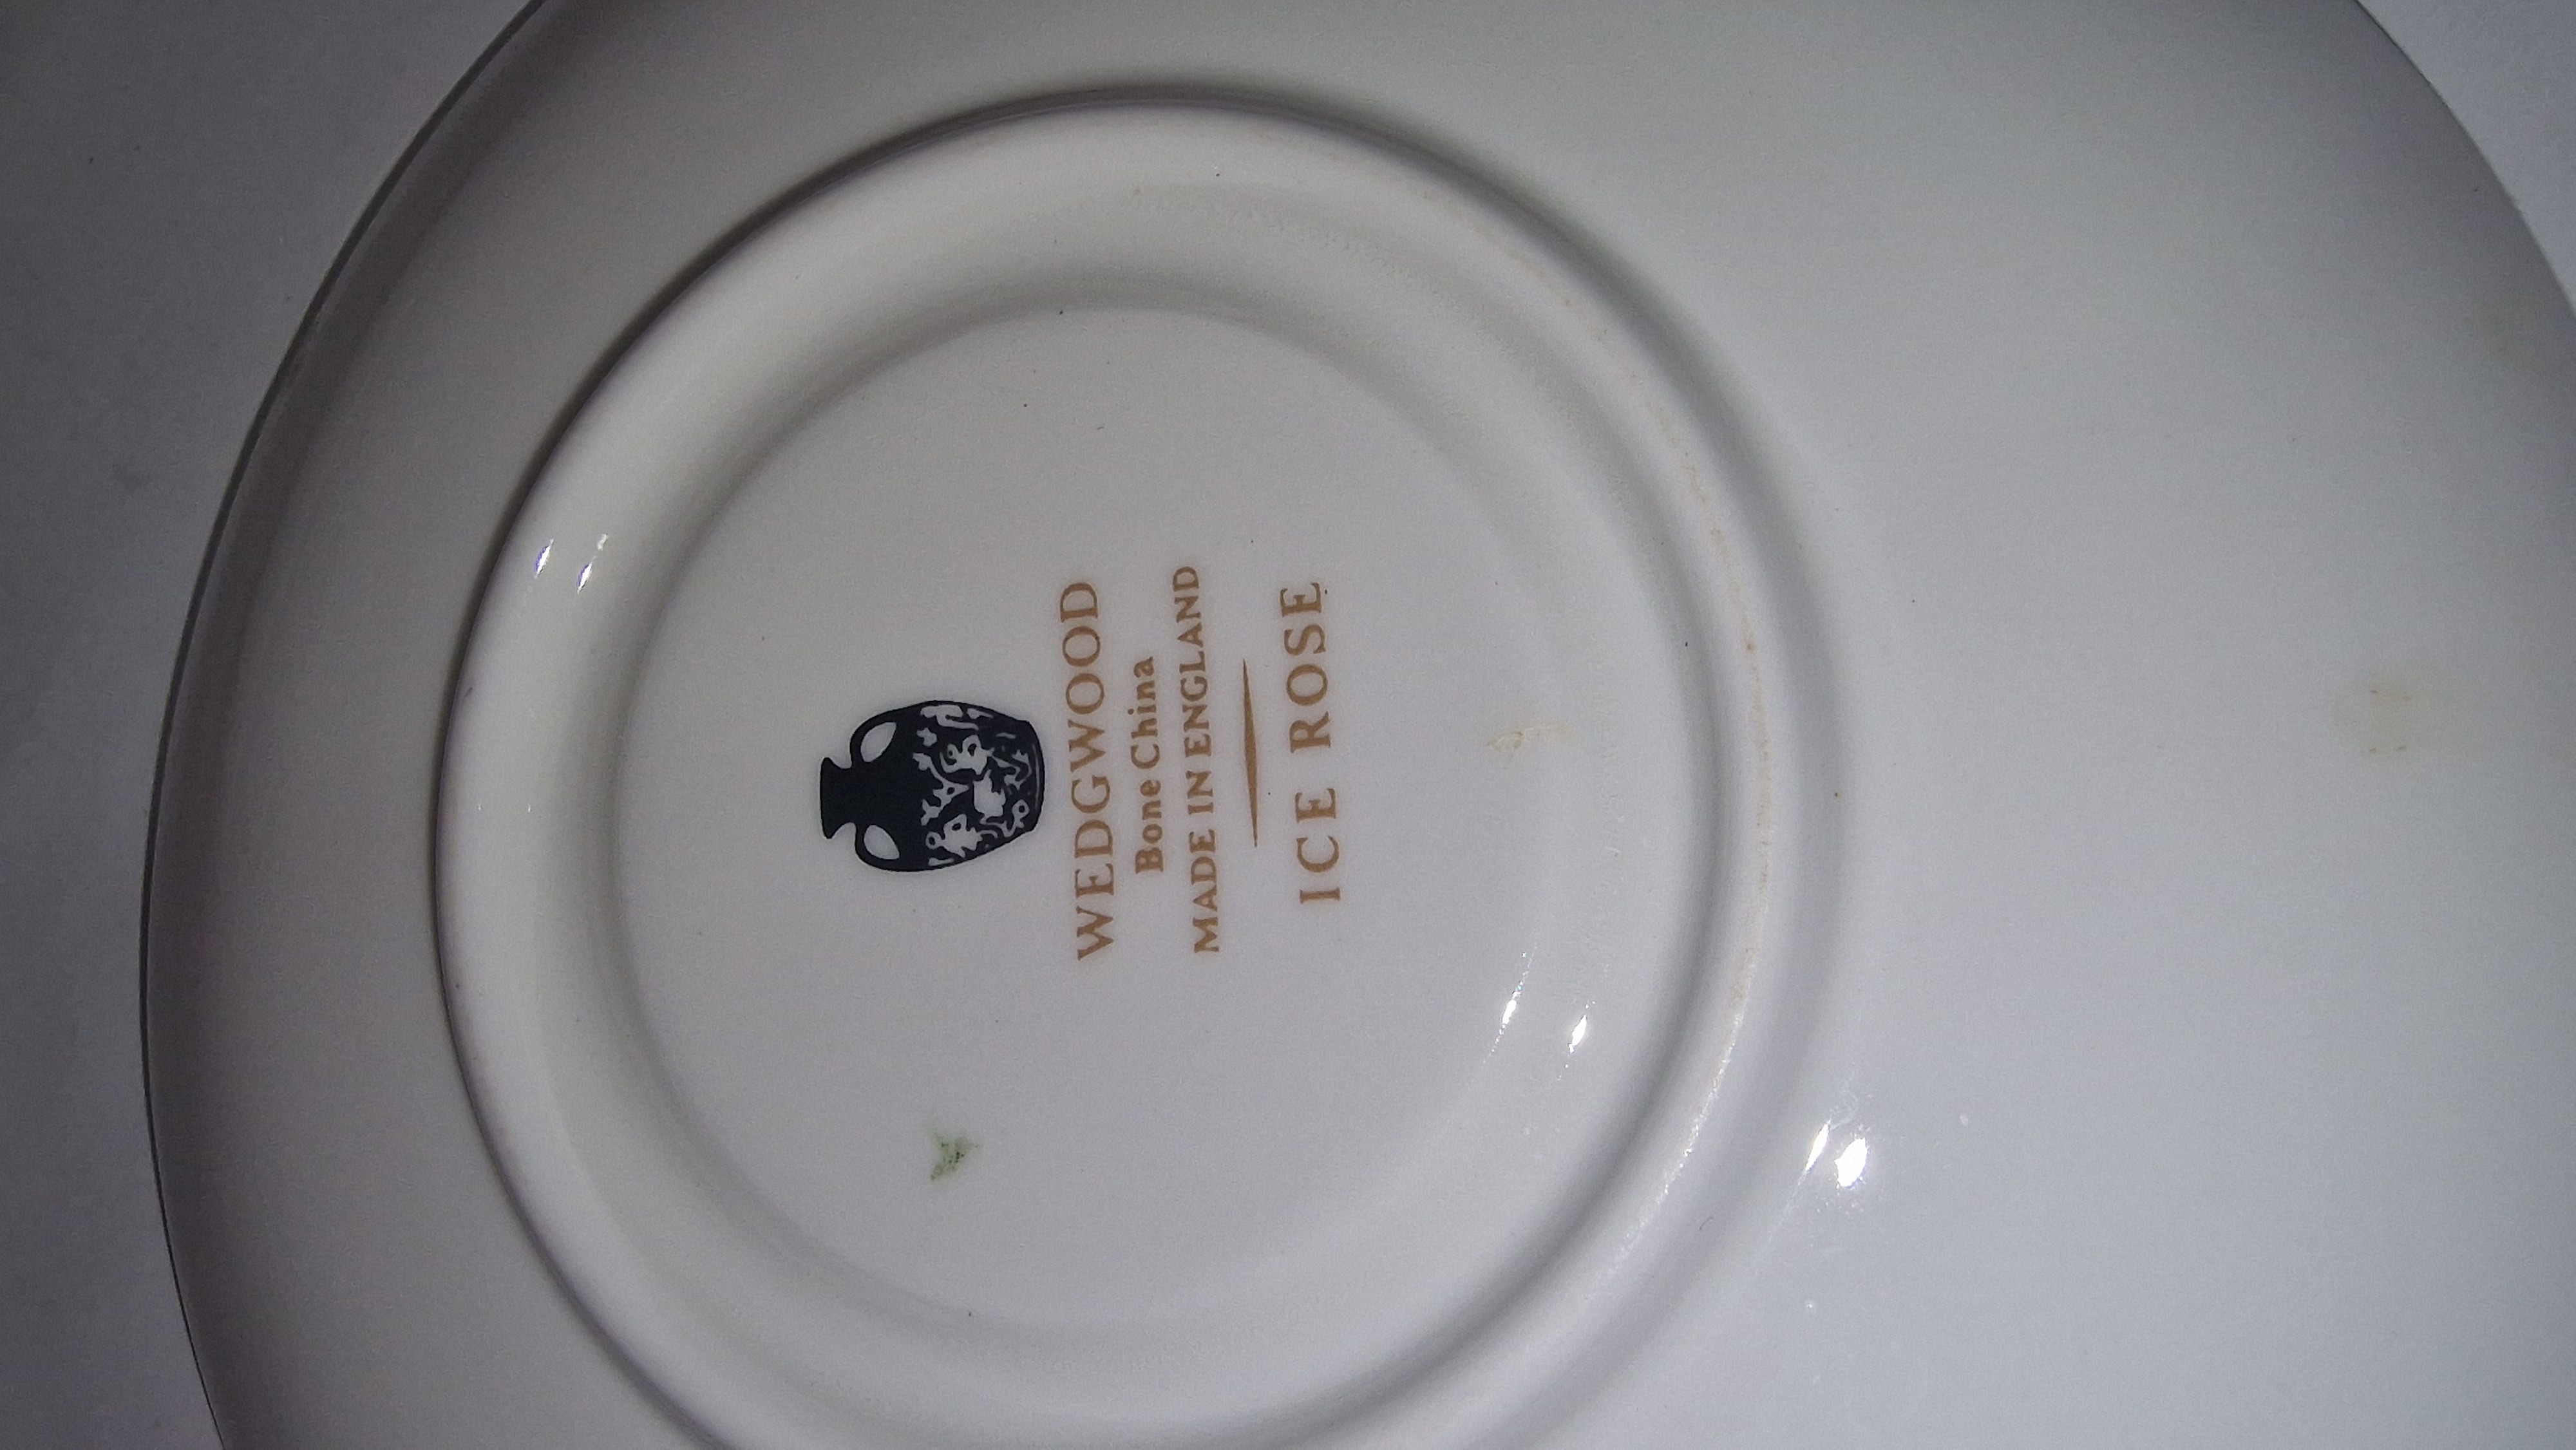 WEDGWOOD
Bone China
MADE IN ENGLAND
ICE ROSE